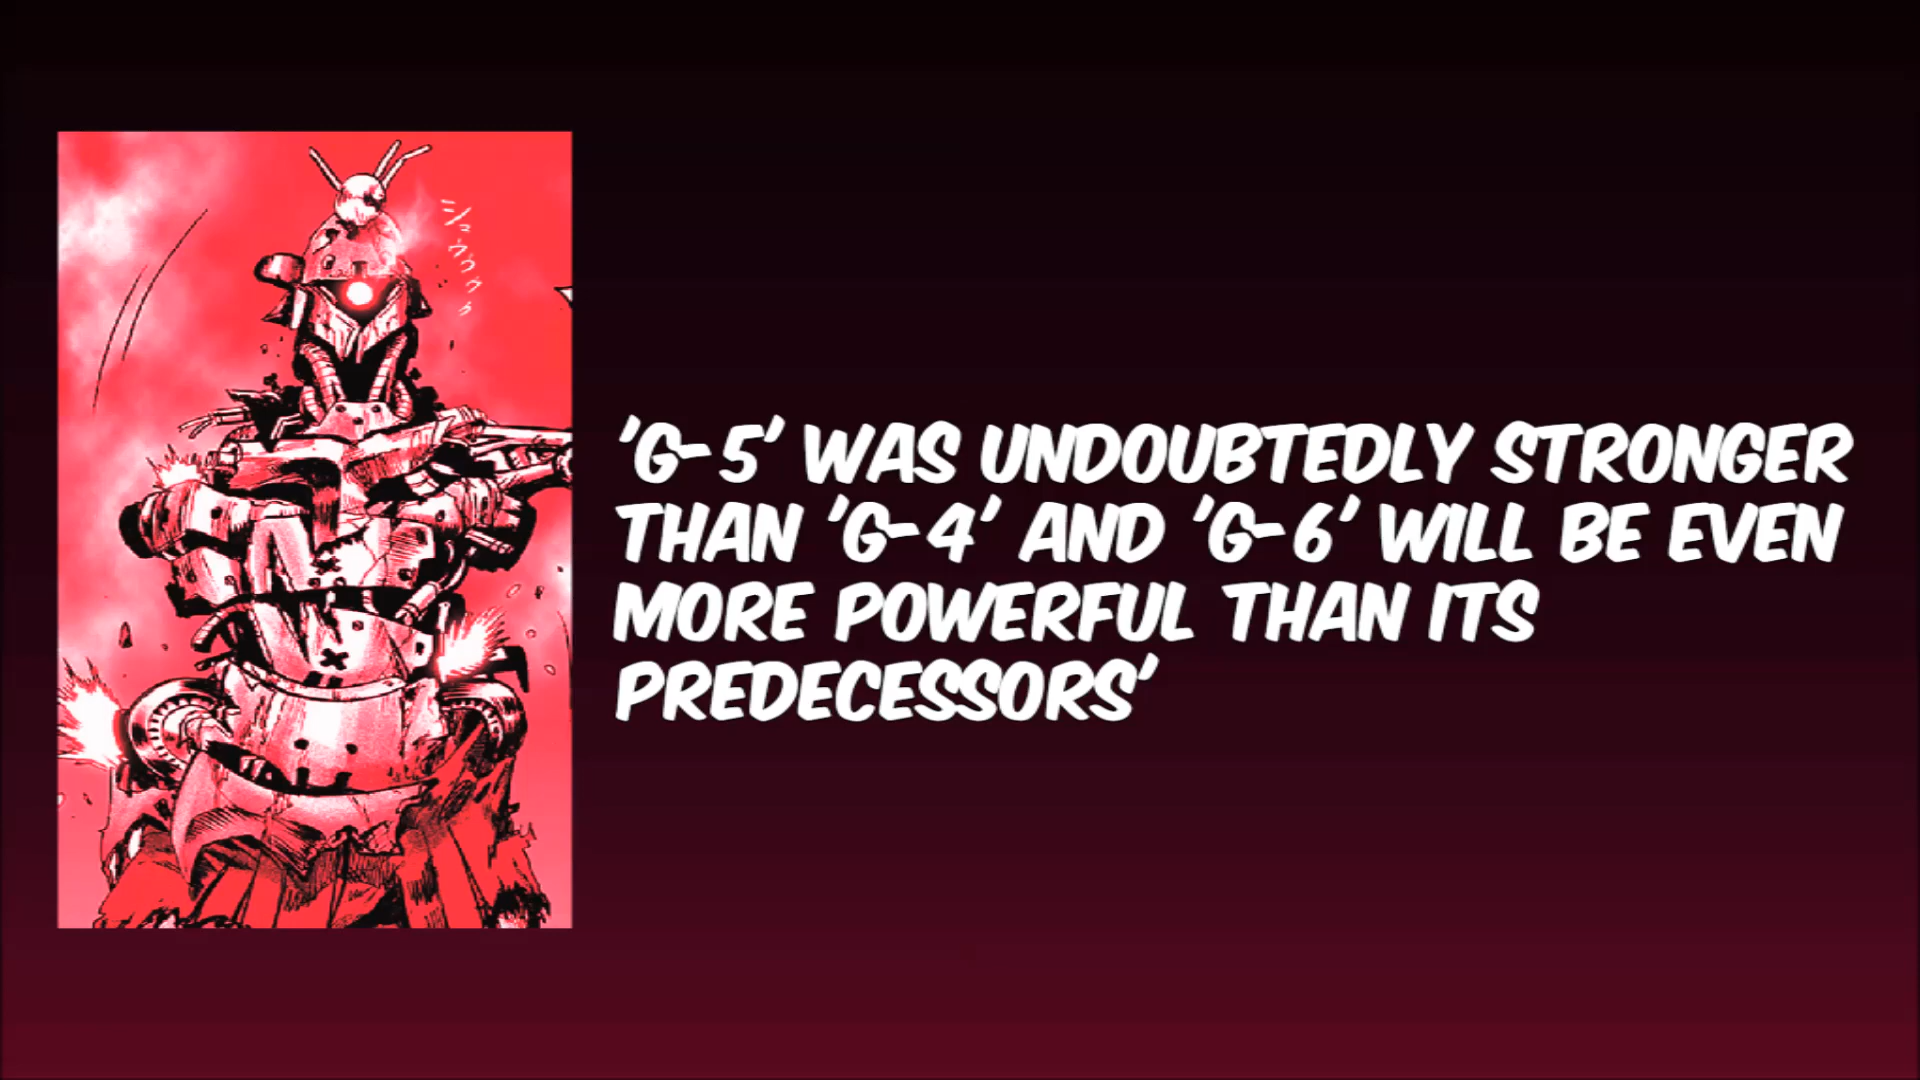 'G-5' WAS UNDOUBTEDLY STRONGER
THAN 'G-4' AND 'G-6' WILL BE EVEN
MORE POWERFUL THAN ITS
PREDECESSORS'